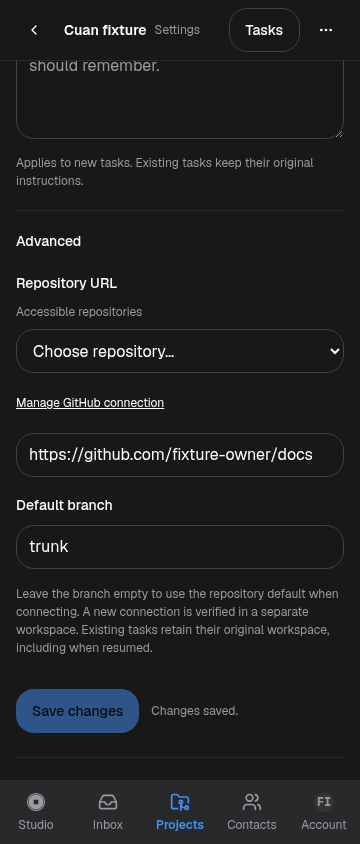 Cuan fixture Settings Tasks
should remember.
Applies to new tasks. Existing tasks keep their original
instructions.
Advanced
Repository URL
Accessible repositories
Choose repository...
Manage GitHub connection
https://github.com/fixture-owner/docs
Default branch
trunk
Leave the branch empty to use the repository default when
connecting. A new connection is verified in a separate
workspace. Existing tasks retain their original workspace,
including when resumed.
Save changes Changes saved.
FI
Studio Inbox Projects Contacts Account